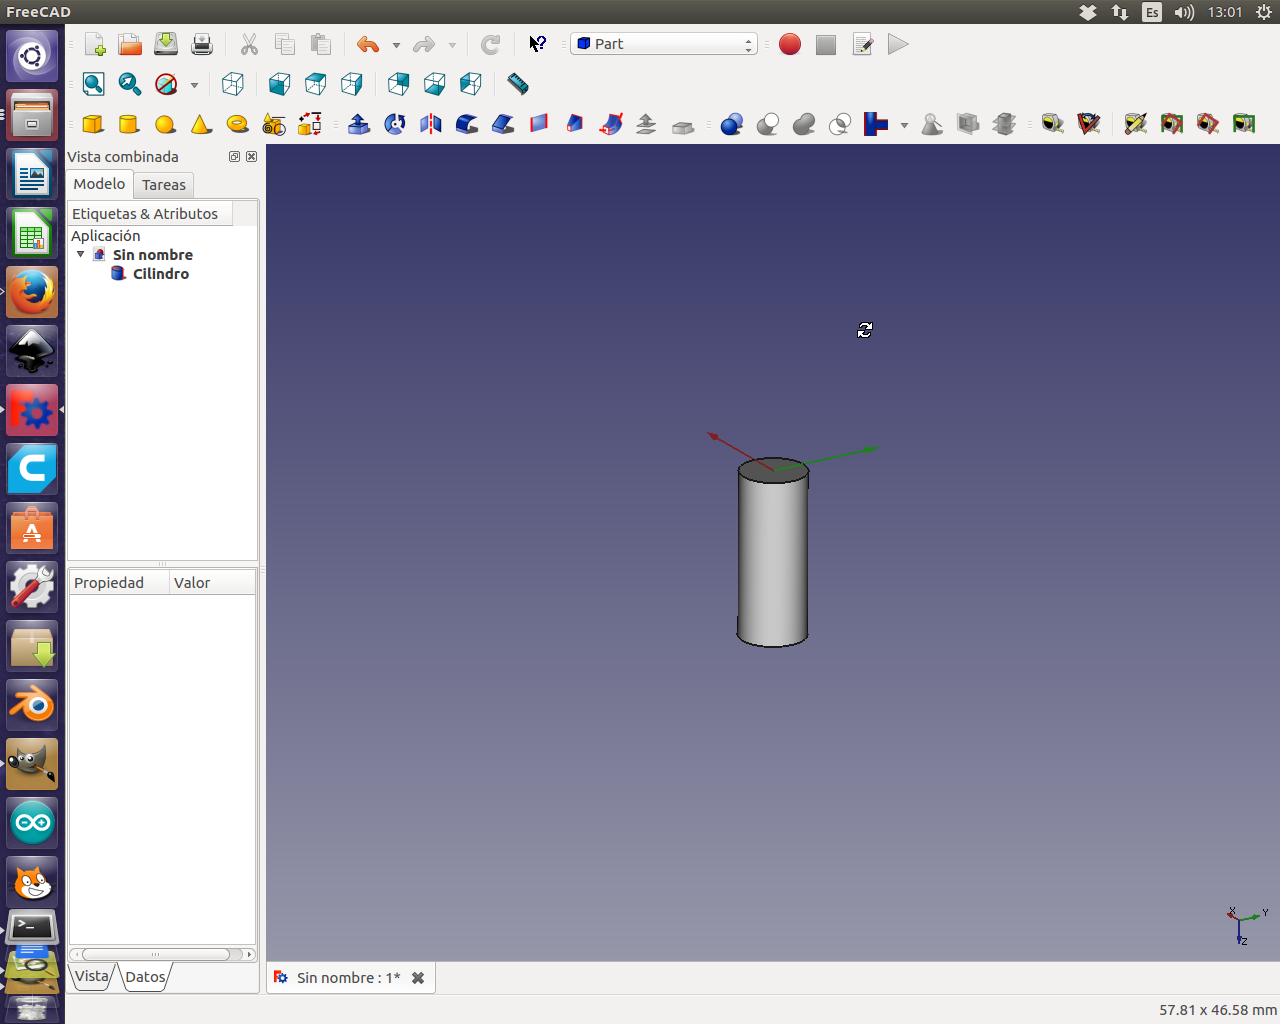 FreeCAD
Es
13:01
Part
Vista combinada
Modelo
Tareas
Etiquetas & Atributos
Aplicación
Sin nombre
Cilindro
Propiedad
Valor
Vista
Datos
Sin nombre : 1*
X
Y
Z
57.81 x 46.58 mm